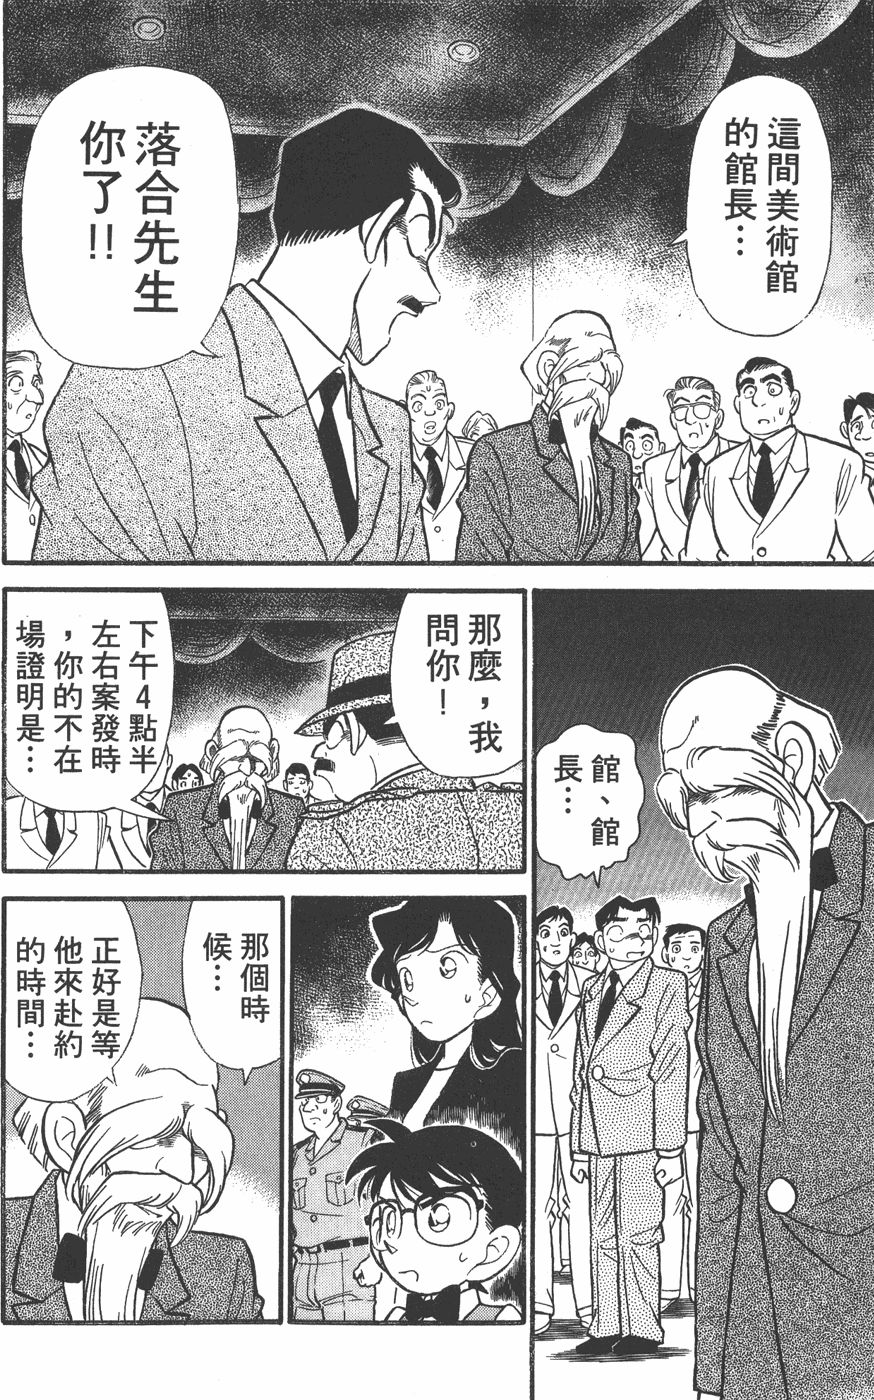 這間美術館
的館長…
落合先生
你了!!
館、館
長…
那麼，我
問你！
下午4點半
左右案發時
，你的不在
場證明是…
那個時
候…
正好是等
他來赴約
的時間…